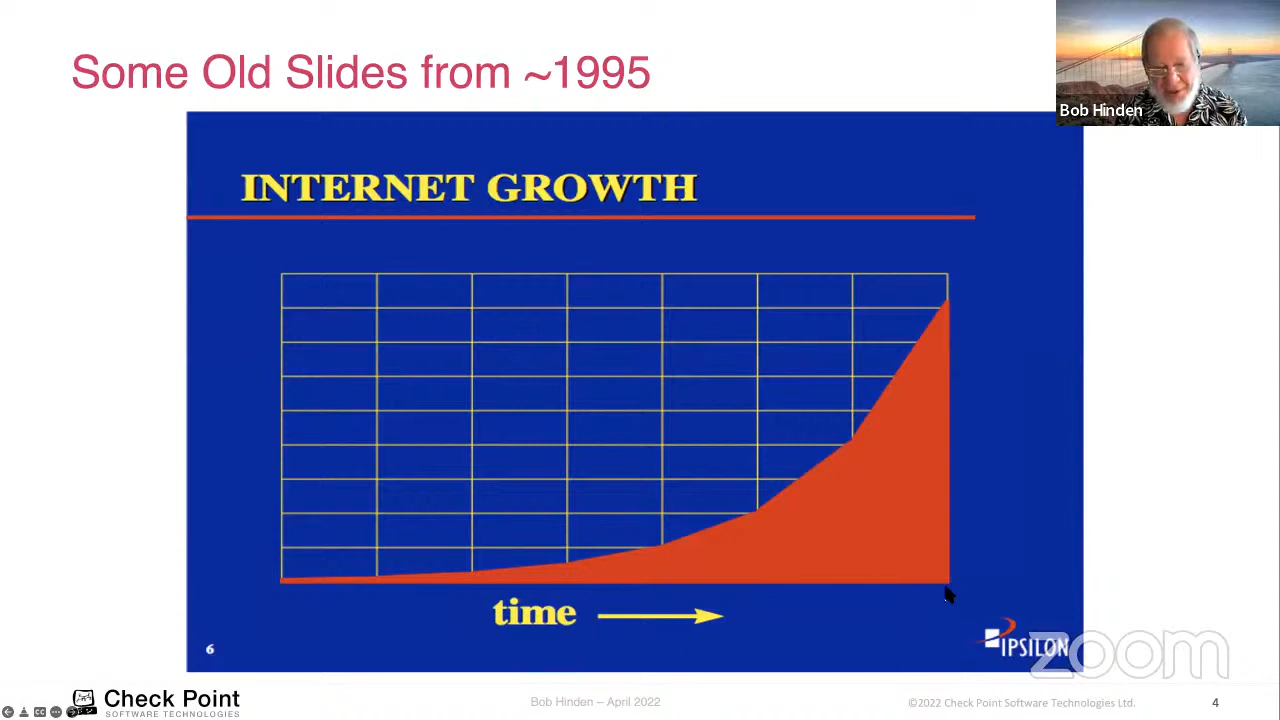 Some Old Slides from ~1995
Bob Hinden
INTERNET GROWTH
time
6
IPSILON
zoom
Check Point
SOFTWARE TECHNOLOGIES
Bob Hinden – April 2022
©2022 Check Point Software Technologies Ltd.
4
CC